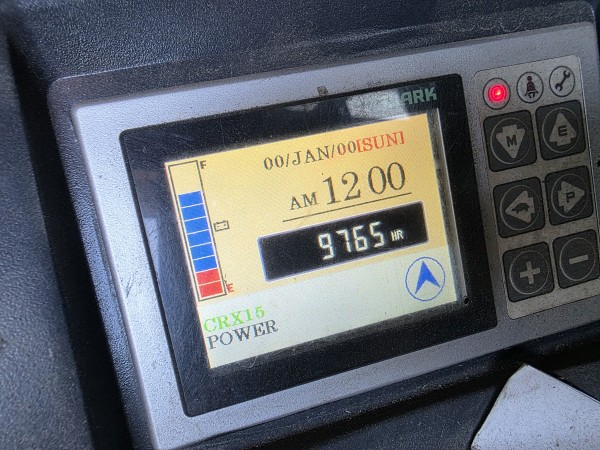 ARK
00/JAN/00[SUN]
AM 12 00
F
9765 HR
E
CRX15
POWER
M
E
P
+
−